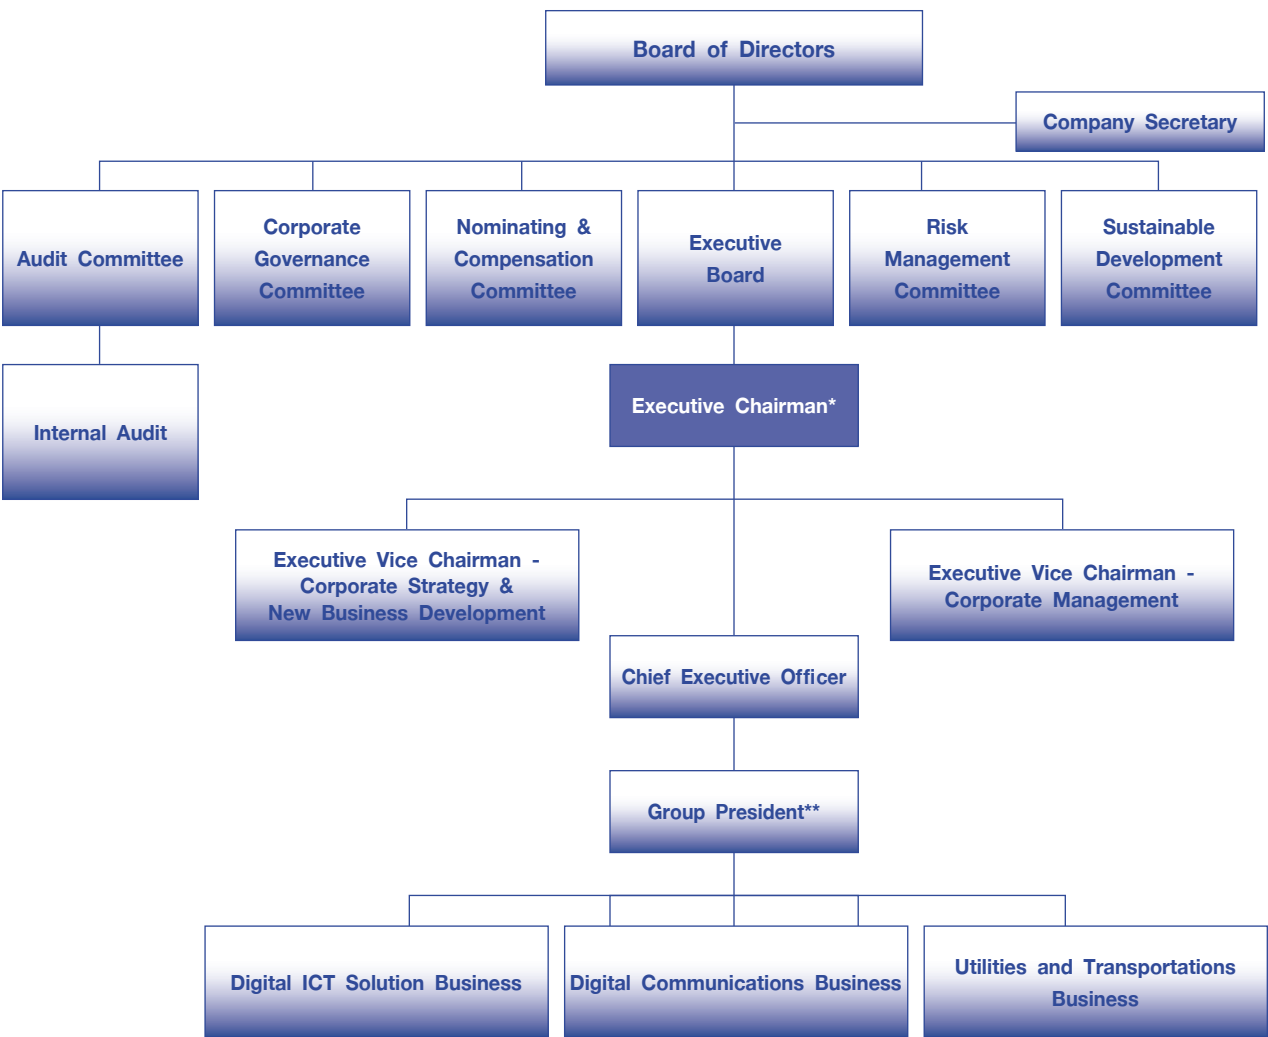 Board of Directors
Company Secretary
Audit Committee
Corporate
Governance
Committee
Nominating &
Compensation
Committee
Executive
Board
Risk
Management
Committee
Sustainable
Development
Committee
Internal Audit
Executive Chairman*
Executive Vice Chairman -
Corporate Strategy &
New Business Development
Executive Vice Chairman -
Corporate Management
Chief Executive Officer
Group President**
Digital ICT Solution Business
Digital Communications Business
Utilities and Transportations
Business